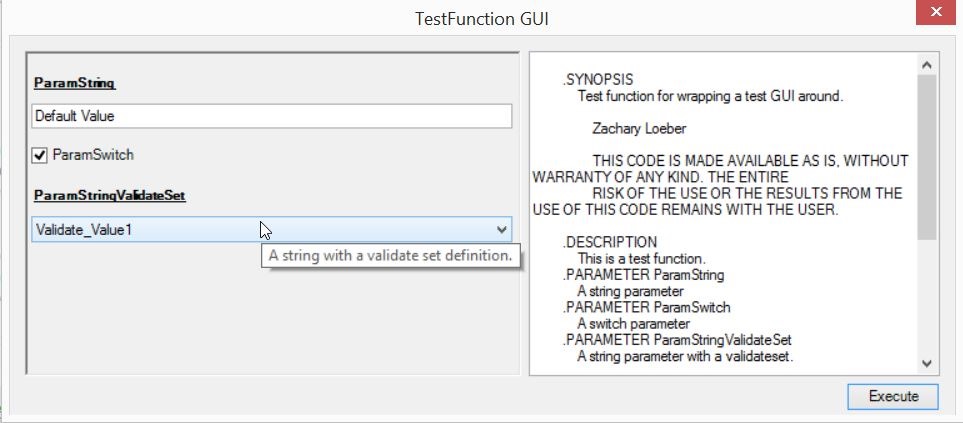 TestFunction GUI
ParamString
Default Value
ParamSwitch
ParamStringValidateSet
Validate_Value1
A string with a validate set definition.
.SYNOPSIS
Test function for wrapping a test GUI around.
Zachary Loeber
THIS CODE IS MADE AVAILABLE AS IS, WITHOUT
WARRANTY OF ANY KIND. THE ENTIRE
RISK OF THE USE OR THE RESULTS FROM THE
USE OF THIS CODE REMAINS WITH THE USER.
.DESCRIPTION
This is a test function.
.PARAMETER ParamString
A string parameter
.PARAMETER ParamSwitch
A switch parameter
.PARAMETER ParamStringValidateSet
A string parameter with a validateset.
Execute